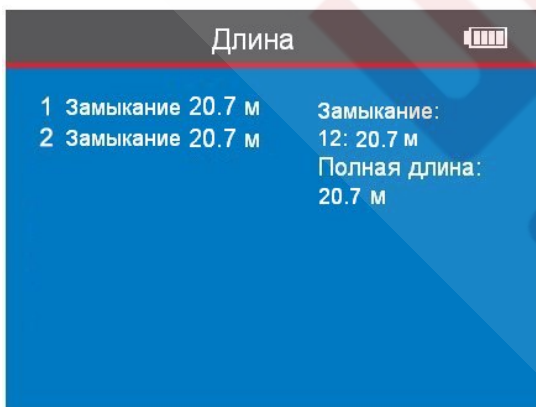 Длина
1 Замыкание 20.7 м
2 Замыкание 20.7 м
Замыкание:
12: 20.7 м
Полная длина:
20.7 м